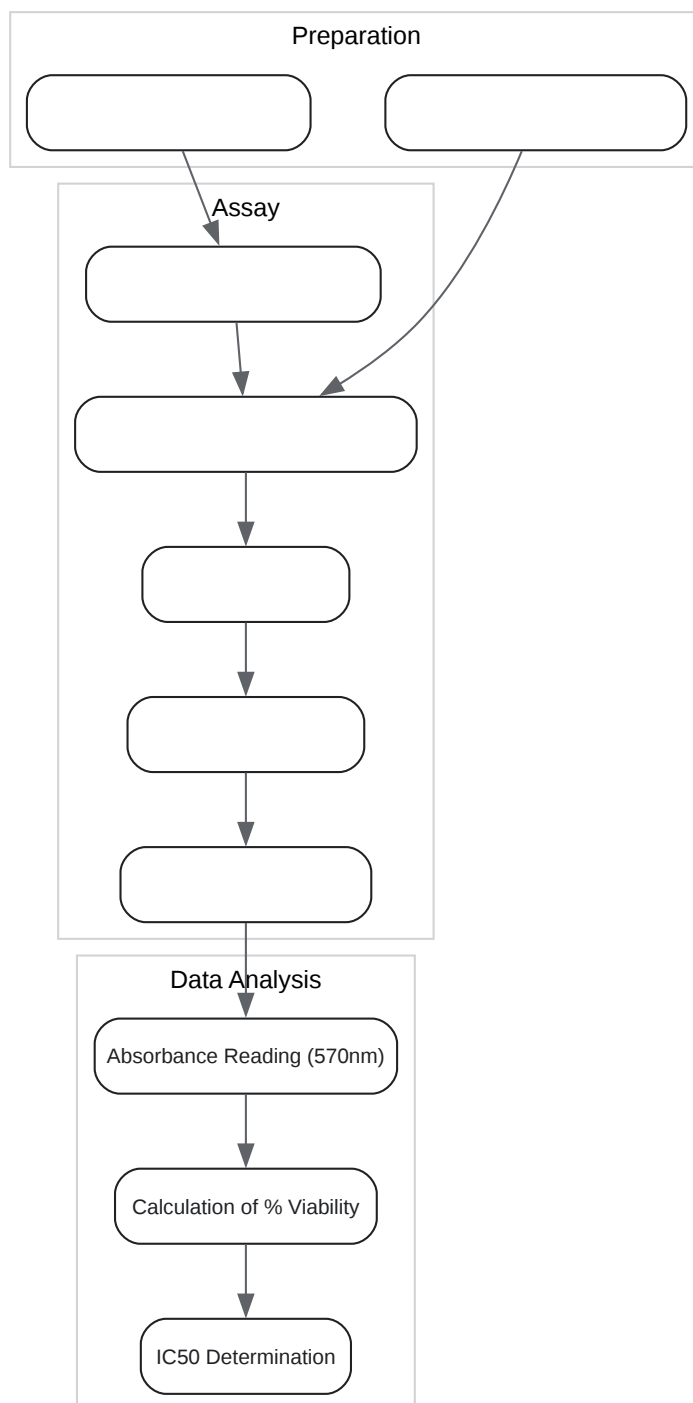 Preparation
Assay
Data Analysis
Absorbance Reading (570nm)
Calculation of % Viability
IC50 Determination